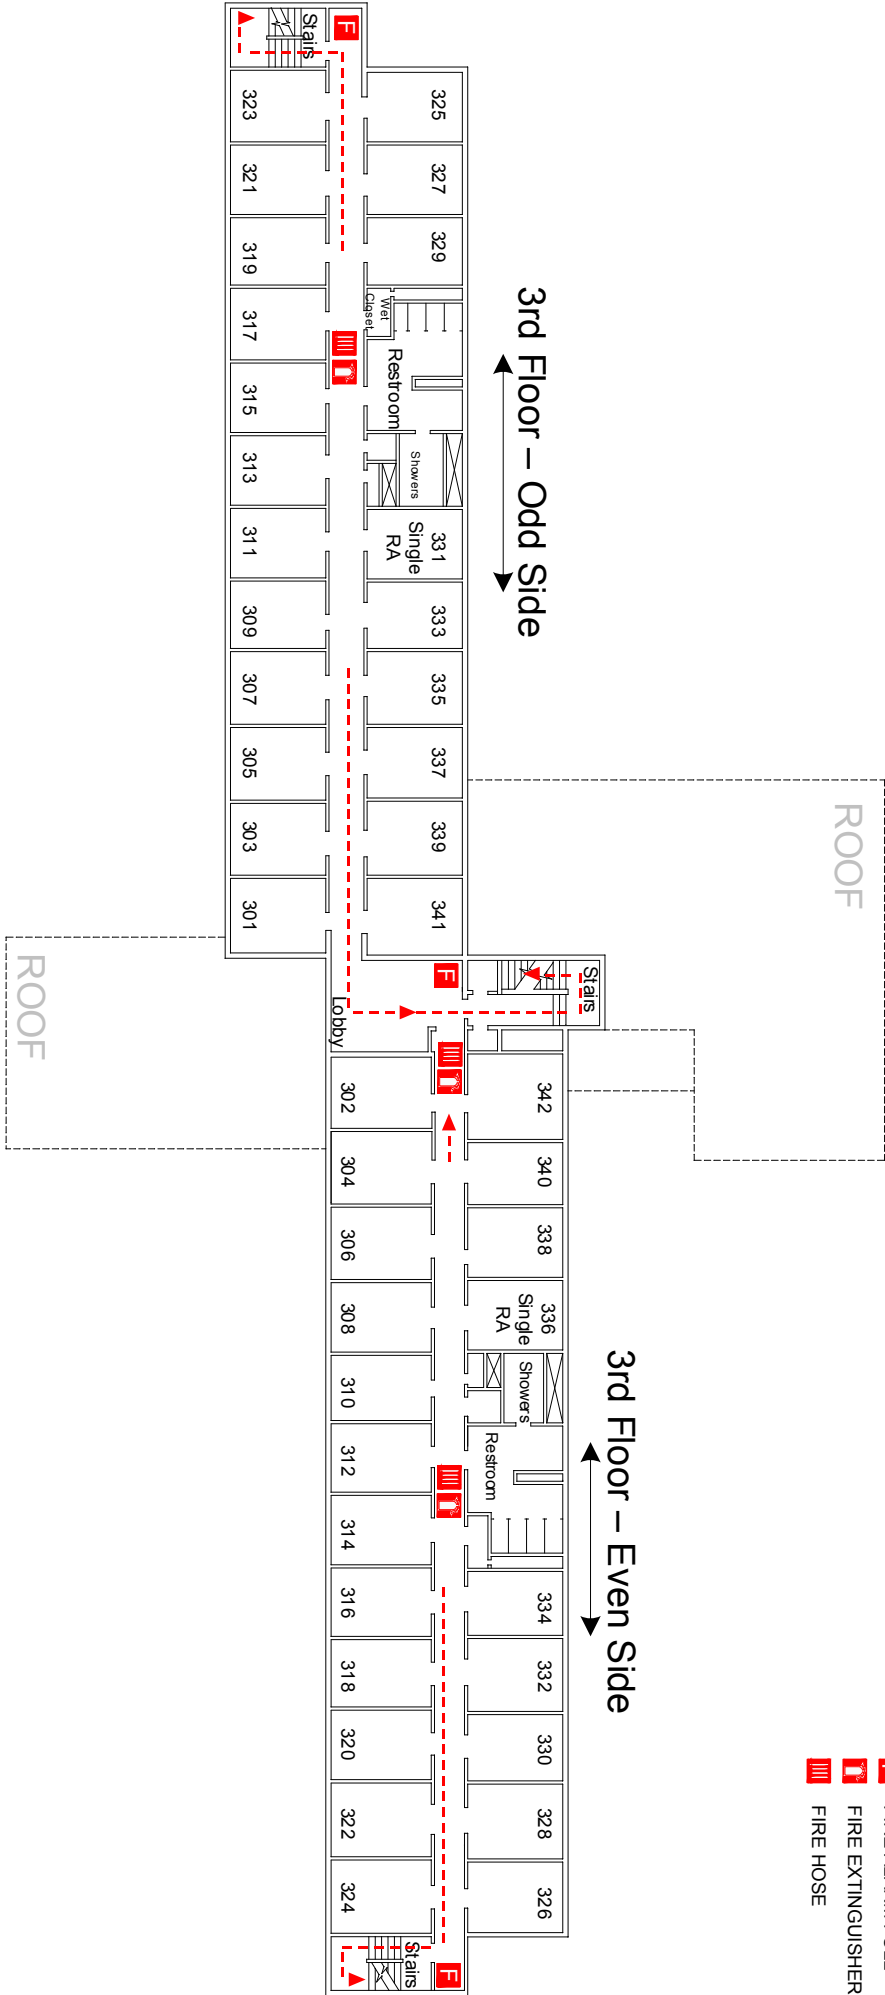 3rd Floor – Odd Side
3rd Floor – Even Side
ROOF
ROOF
Stairs
F
323
325
321
327
319
329
317
Wet
Closet
Restroom
315
Showers
313
311
331
Single
RA
309
333
307
335
305
337
303
339
301
341
F
Stairs
Lobby
302
342
304
340
306
338
308
336
Single
RA
310
Showers
312
Restroom
314
316
334
318
332
320
330
322
328
324
326
Stairs
F
FIRE EXTINGUISHER
FIRE HOSE